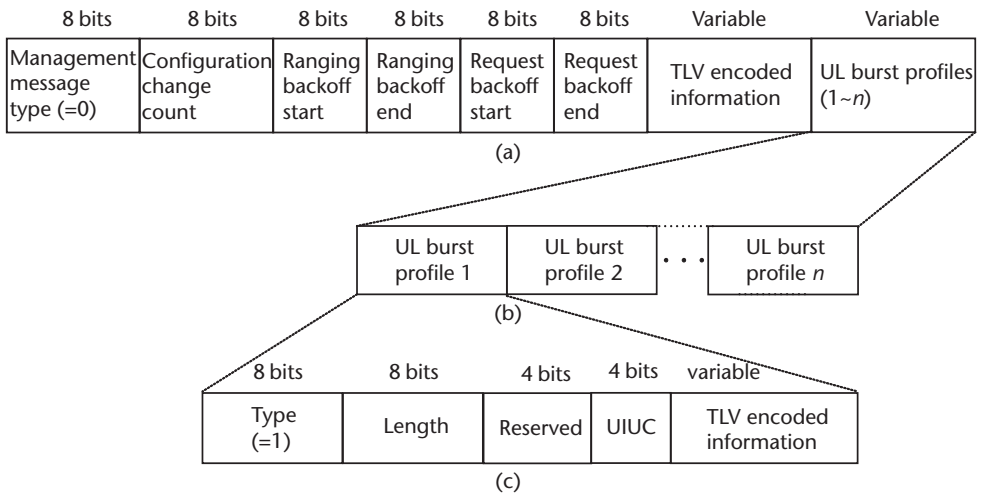 8 bits 8 bits 8 bits 8 bits 8 bits 8 bits Variable Variable
Management message type (=0)
Configuration change count
Ranging backoff start
Ranging backoff end
Request backoff start
Request backoff end
TLV encoded information
UL burst profiles (1~n)
(a)
UL burst profile 1
UL burst profile 2
• • •
UL burst profile n
(b)
8 bits 8 bits 4 bits 4 bits variable
Type (=1)
Length
Reserved
UIUC
TLV encoded information
(c)